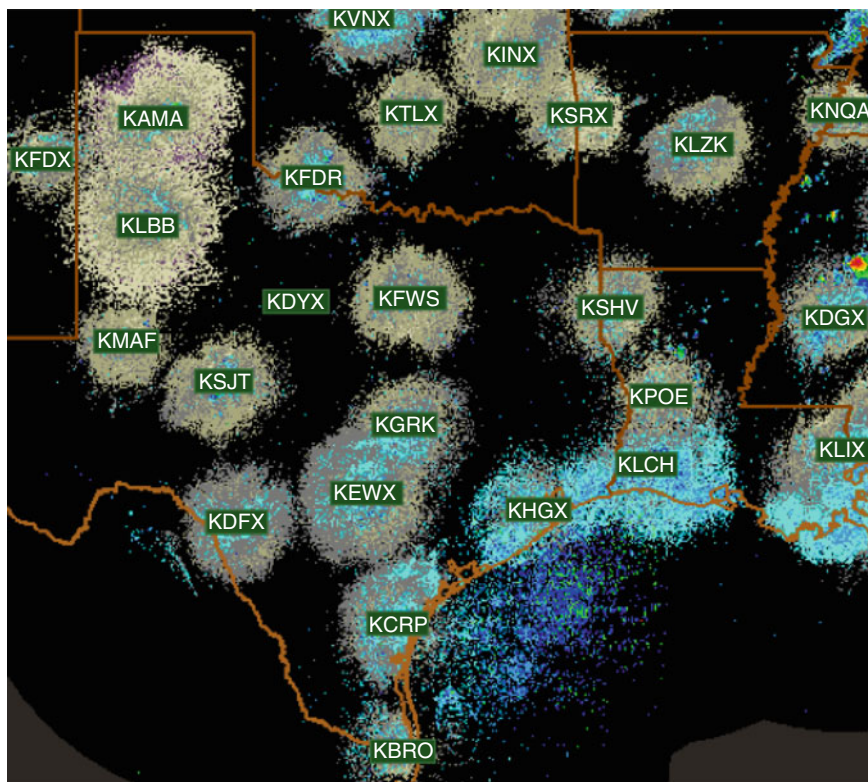 KVNX
KINX
KAMA
KTLX
KSRX
KNQA
KLZK
KFDX
KFDR
KLBB
KDYX
KFWS
KSHV
KDGX
KMAF
KSJT
KPOE
KGRK
KLIX
KLCH
KEWX
KHGX
KDFX
KCRP
KBRO